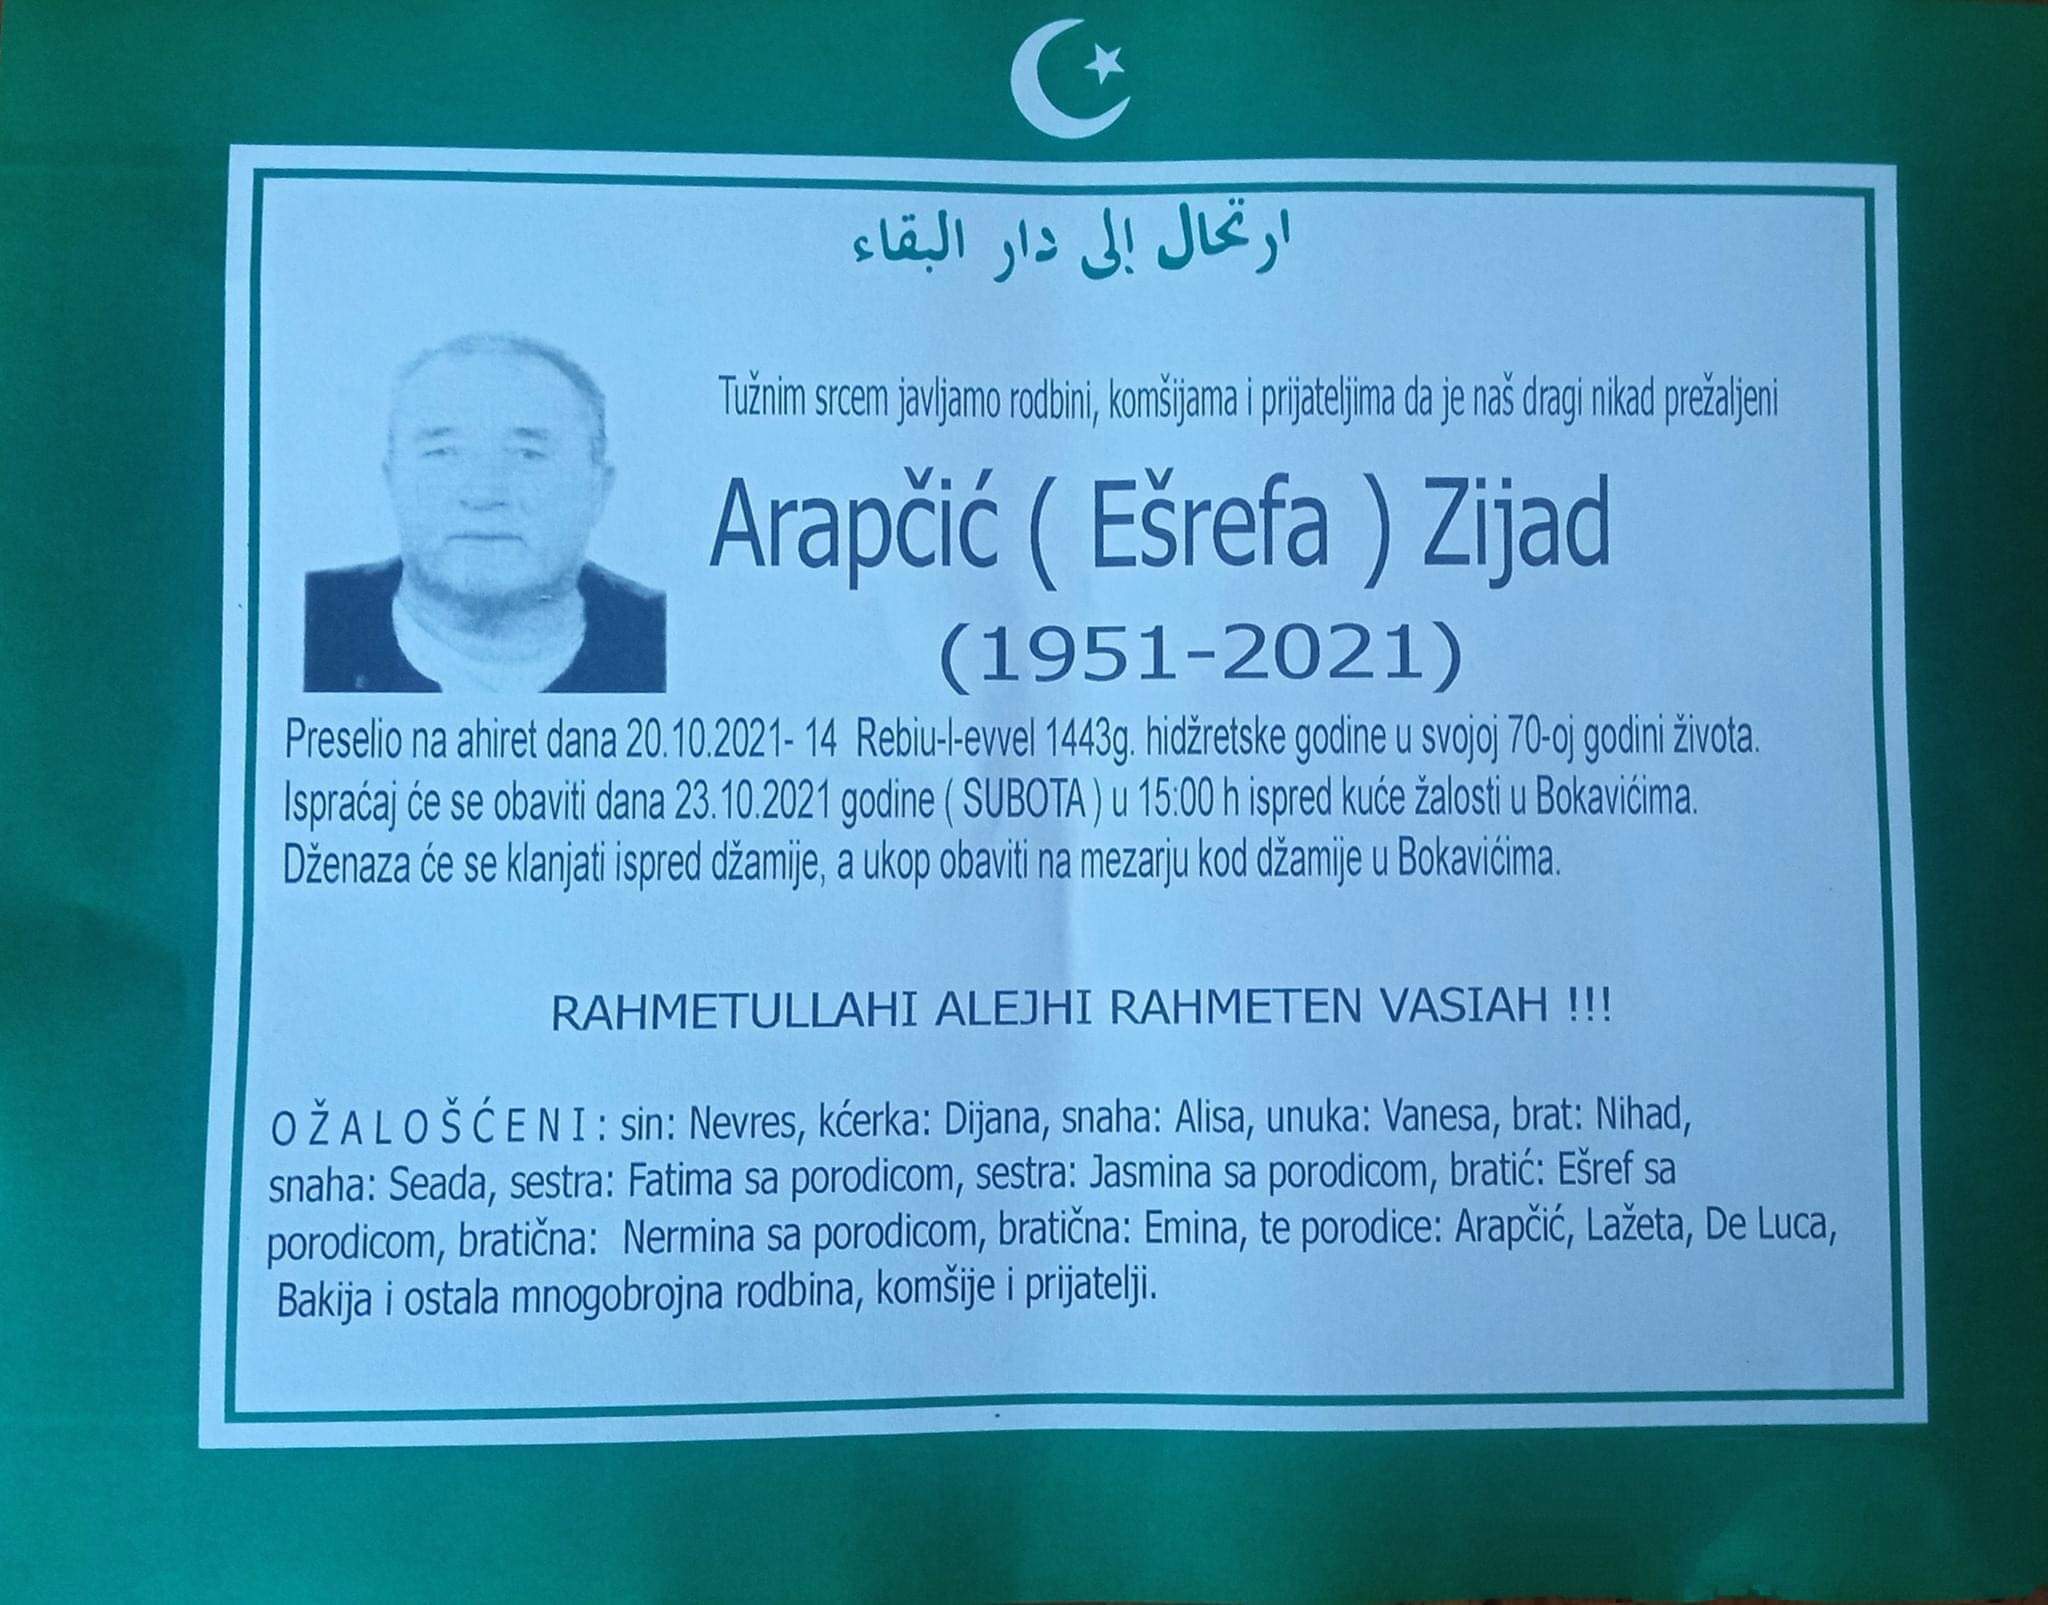 ارتحال إلى دار البقاء
Tužnim srcem javljamo rodbini, komšijama i prijateljima da je naš dragi nikad prežaljeni
Arapčić ( Ešrefa ) Zijad
(1951-2021)
Preselio na ahiret dana 20.10.2021- 14 Rebiu-l-evvel 1443g. hidžretske godine u svojoj 70-oj godini života.
Ispraćaj će se obaviti dana 23.10.2021 godine ( SUBOTA ) u 15:00 h ispred kuće žalosti u Bokavićima.
Dženaza će se klanjati ispred džamije, a ukop obaviti na mezarju kod džamije u Bokavićima.
RAHMETULLAHI ALEJHI RAHMETEN VASIAH !!!
O Ž A L O Š Ć E N I : sin: Nevres, kćerka: Dijana, snaha: Alisa, unuka: Vanesa, brat: Nihad,
snaha: Seada, sestra: Fatima sa porodicom, sestra: Jasmina sa porodicom, bratić: Ešref sa
porodicom, bratična: Nermina sa porodicom, bratična: Emina, te porodice: Arapčić, Lažeta, De Luca,
Bakija i ostala mnogobrojna rodbina, komšije i prijatelji.